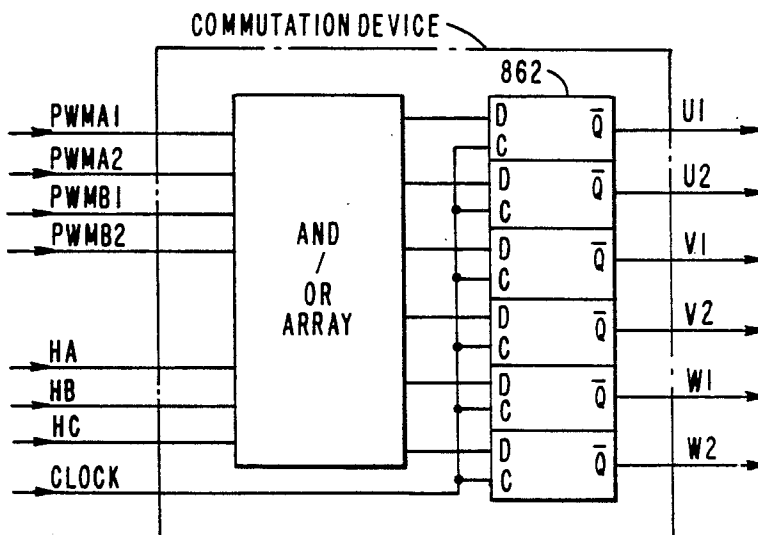 COMMUTATION DEVICE
862
PWMA1
PWMA2
PWMB1
PWMB2
HA
HB
HC
CLOCK
AND
/
OR
ARRAY
D
Q̅
C
U1
D
Q̅
C
U2
D
Q̅
C
V1
D
Q̅
C
V2
D
Q̅
C
W1
D
Q̅
C
W2